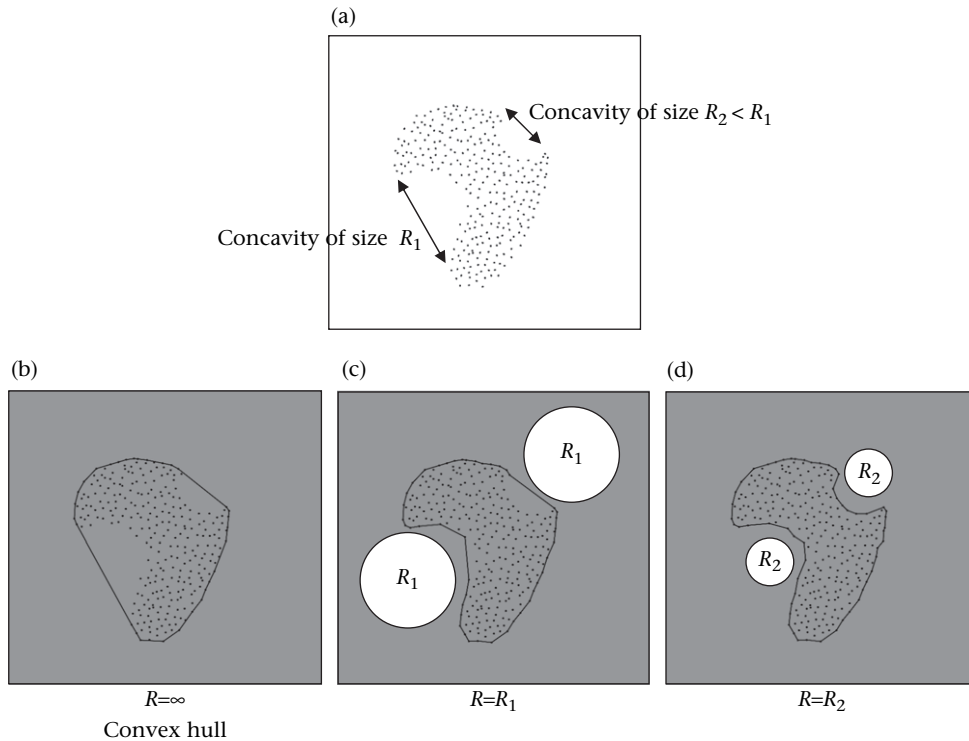 (a)
Concavity of size R₂ < R₁
Concavity of size R₁
(b)
(c)
(d)
R₁
R₁
R₂
R₂
R=∞
Convex hull
R=R₁
R=R₂